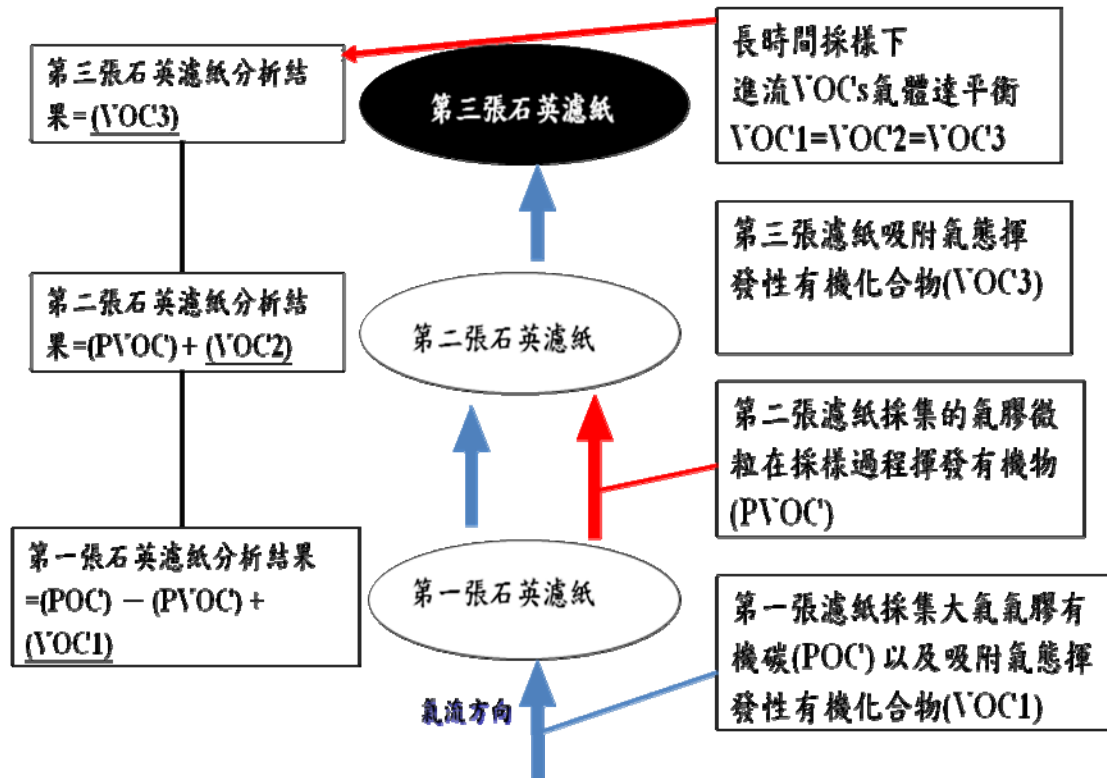 第三張石英濾紙分析結
果=(VOC3)
第三張石英濾紙
長時間採樣下
進流VOC's氣體達平衡
VOC1=VOC2=VOC3
第三張濾紙吸附氣態揮
發性有機化合物(VOC3)
第二張石英濾紙分析結
果=(PVOC)+ (VOC2)
第二張石英濾紙
第二張濾紙採集的氣膠微
粒在採樣過程揮發有機物
(PVOC)
第一張石英濾紙分析結果
=(POC) － (PVOC) +
(VOC1)
第一張石英濾紙
第一張濾紙採集大氣氣膠有
機碳(POC) 以及吸附氣態揮
發性有機化合物(VOC1)
氣流方向